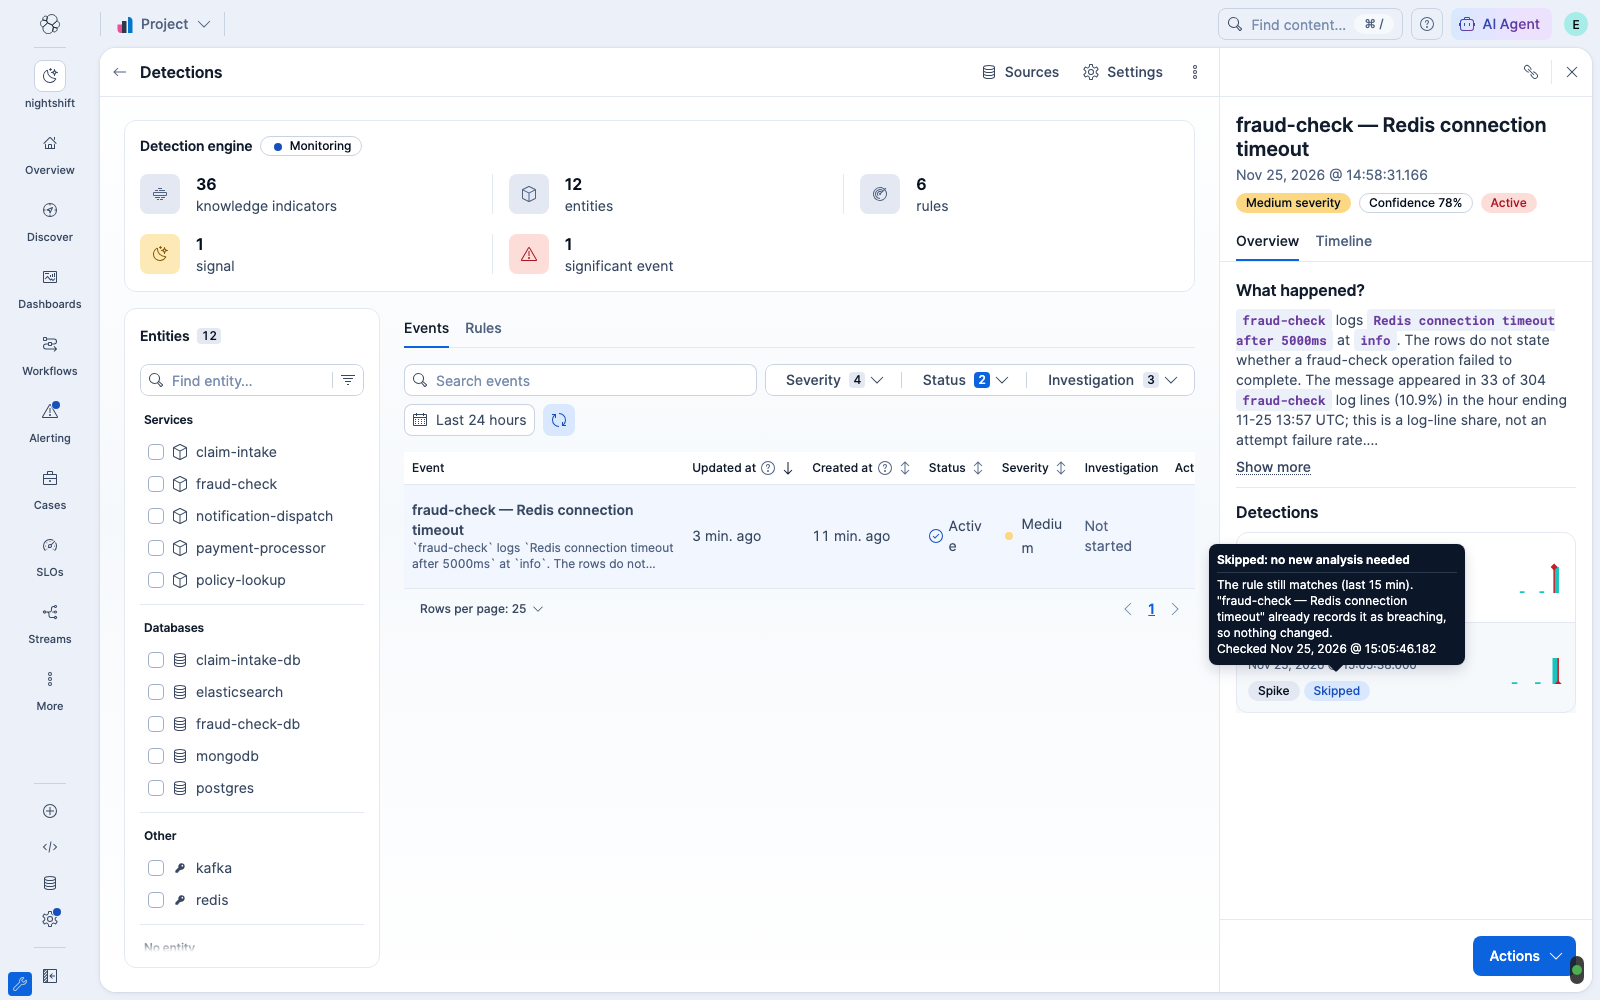 Project
Find content...
⌘ /
AI Agent
E
nightshift
Overview
Discover
Dashboards
Workflows
Alerting
Cases
SLOs
Streams
More
Detections
Sources
Settings
Detection engine
Monitoring
36
knowledge indicators
12
entities
6
rules
1
signal
1
significant event
Entities 12
Find entity...
Services
claim-intake
fraud-check
notification-dispatch
payment-processor
policy-lookup
Databases
claim-intake-db
elasticsearch
fraud-check-db
mongodb
postgres
Other
kafka
redis
No entity
Events Rules
Search events
Severity 4
Status 2
Investigation 3
Last 24 hours
Event Updated at Created at Status Severity Investigation Act
fraud-check — Redis connection
timeout
`fraud-check` logs `Redis connection timeout
after 5000ms` at `info`. The rows do not...
3 min. ago
11 min. ago
Activ
e
Mediu
m
Not
started
Rows per page: 25
1
fraud-check — Redis connection
timeout
Nov 25, 2026 @ 14:58:31.166
Medium severity
Confidence 78%
Active
Overview Timeline
What happened?
fraud-check logs Redis connection timeout
after 5000ms at info . The rows do not state
whether a fraud-check operation failed to
complete. The message appeared in 33 of 304
fraud-check log lines (10.9%) in the hour ending
11-25 13:57 UTC; this is a log-line share, not an
attempt failure rate....
Show more
Detections
Skipped: no new analysis needed
The rule still matches (last 15 min).
"fraud-check — Redis connection
timeout" already records it as breaching,
so nothing changed.
Checked Nov 25, 2026 @ 15:05:46.182
Nov 25, 2026 @ 15:05:36.000
Spike
Skipped
Actions